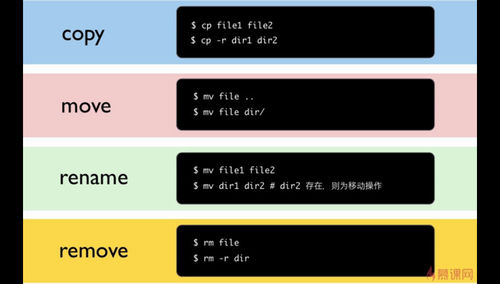 copy
$ cp file1 file2
$ cp -r dir1 dir2
move
$ mv file ..
$ mv file dir/
rename
$ mv file1 file2
$ mv dir1 dir2 # dir2 存在, 则为移动操作
remove
$ rm file
$ rm -r dir
慕课网